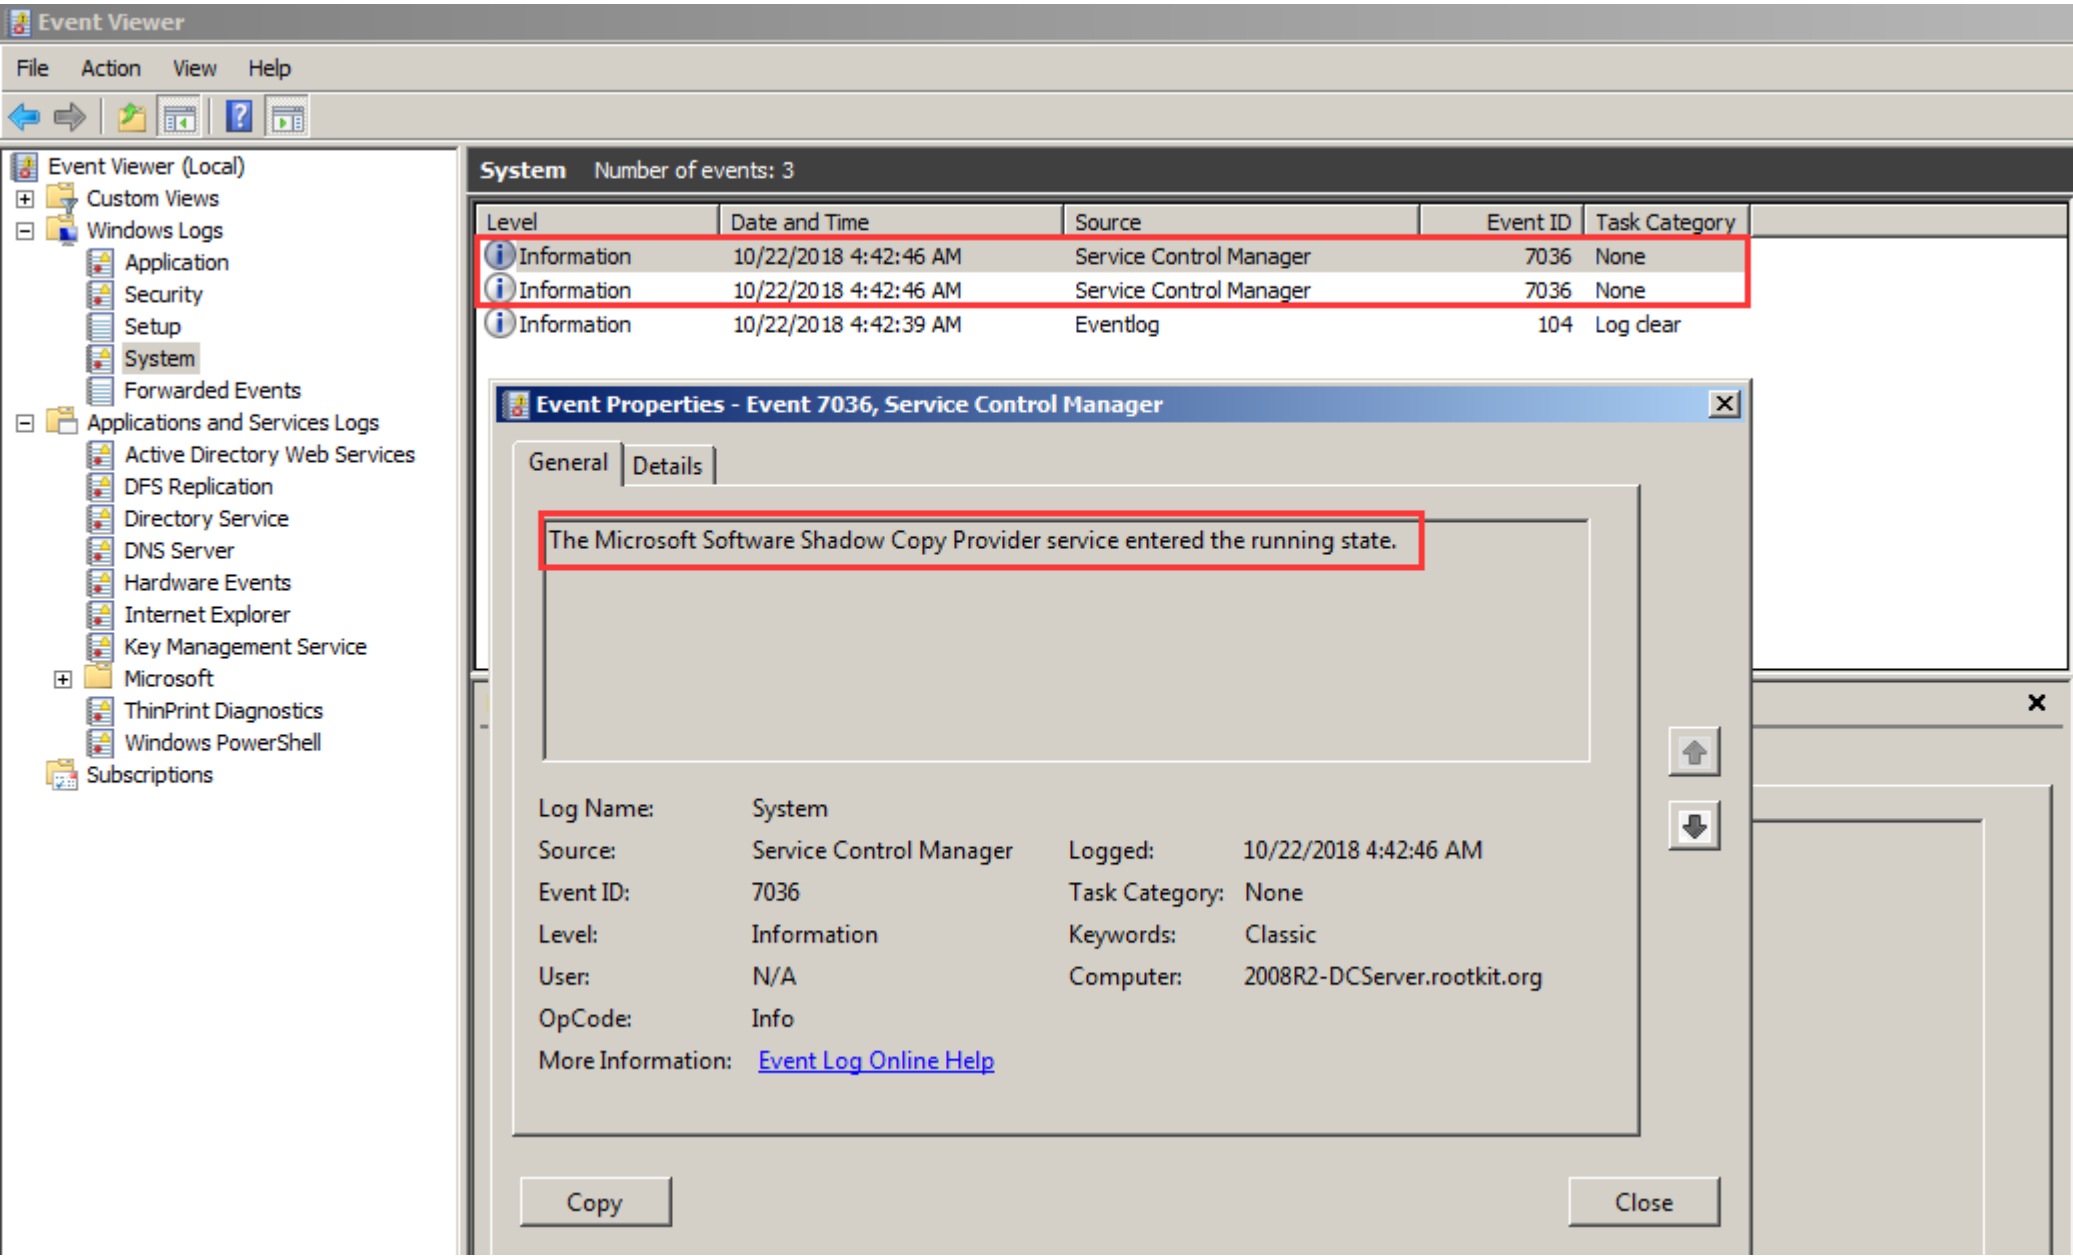 Event Viewer
File Action View Help
Event Viewer (Local)
Custom Views
Windows Logs
Application
Security
Setup
System
Forwarded Events
Applications and Services Logs
Active Directory Web Services
DFS Replication
Directory Service
DNS Server
Hardware Events
Internet Explorer
Key Management Service
Microsoft
ThinPrint Diagnostics
Windows PowerShell
Subscriptions
System Number of events: 3
Level Date and Time Source Event ID Task Category
Information 10/22/2018 4:42:46 AM Service Control Manager 7036 None
Information 10/22/2018 4:42:46 AM Service Control Manager 7036 None
Information 10/22/2018 4:42:39 AM Eventlog 104 Log clear
Event Properties - Event 7036, Service Control Manager
General Details
The Microsoft Software Shadow Copy Provider service entered the running state.
Log Name: System
Source: Service Control Manager Logged: 10/22/2018 4:42:46 AM
Event ID: 7036 Task Category: None
Level: Information Keywords: Classic
User: N/A Computer: 2008R2-DCServer.rootkit.org
OpCode: Info
More Information: Event Log Online Help
Copy Close